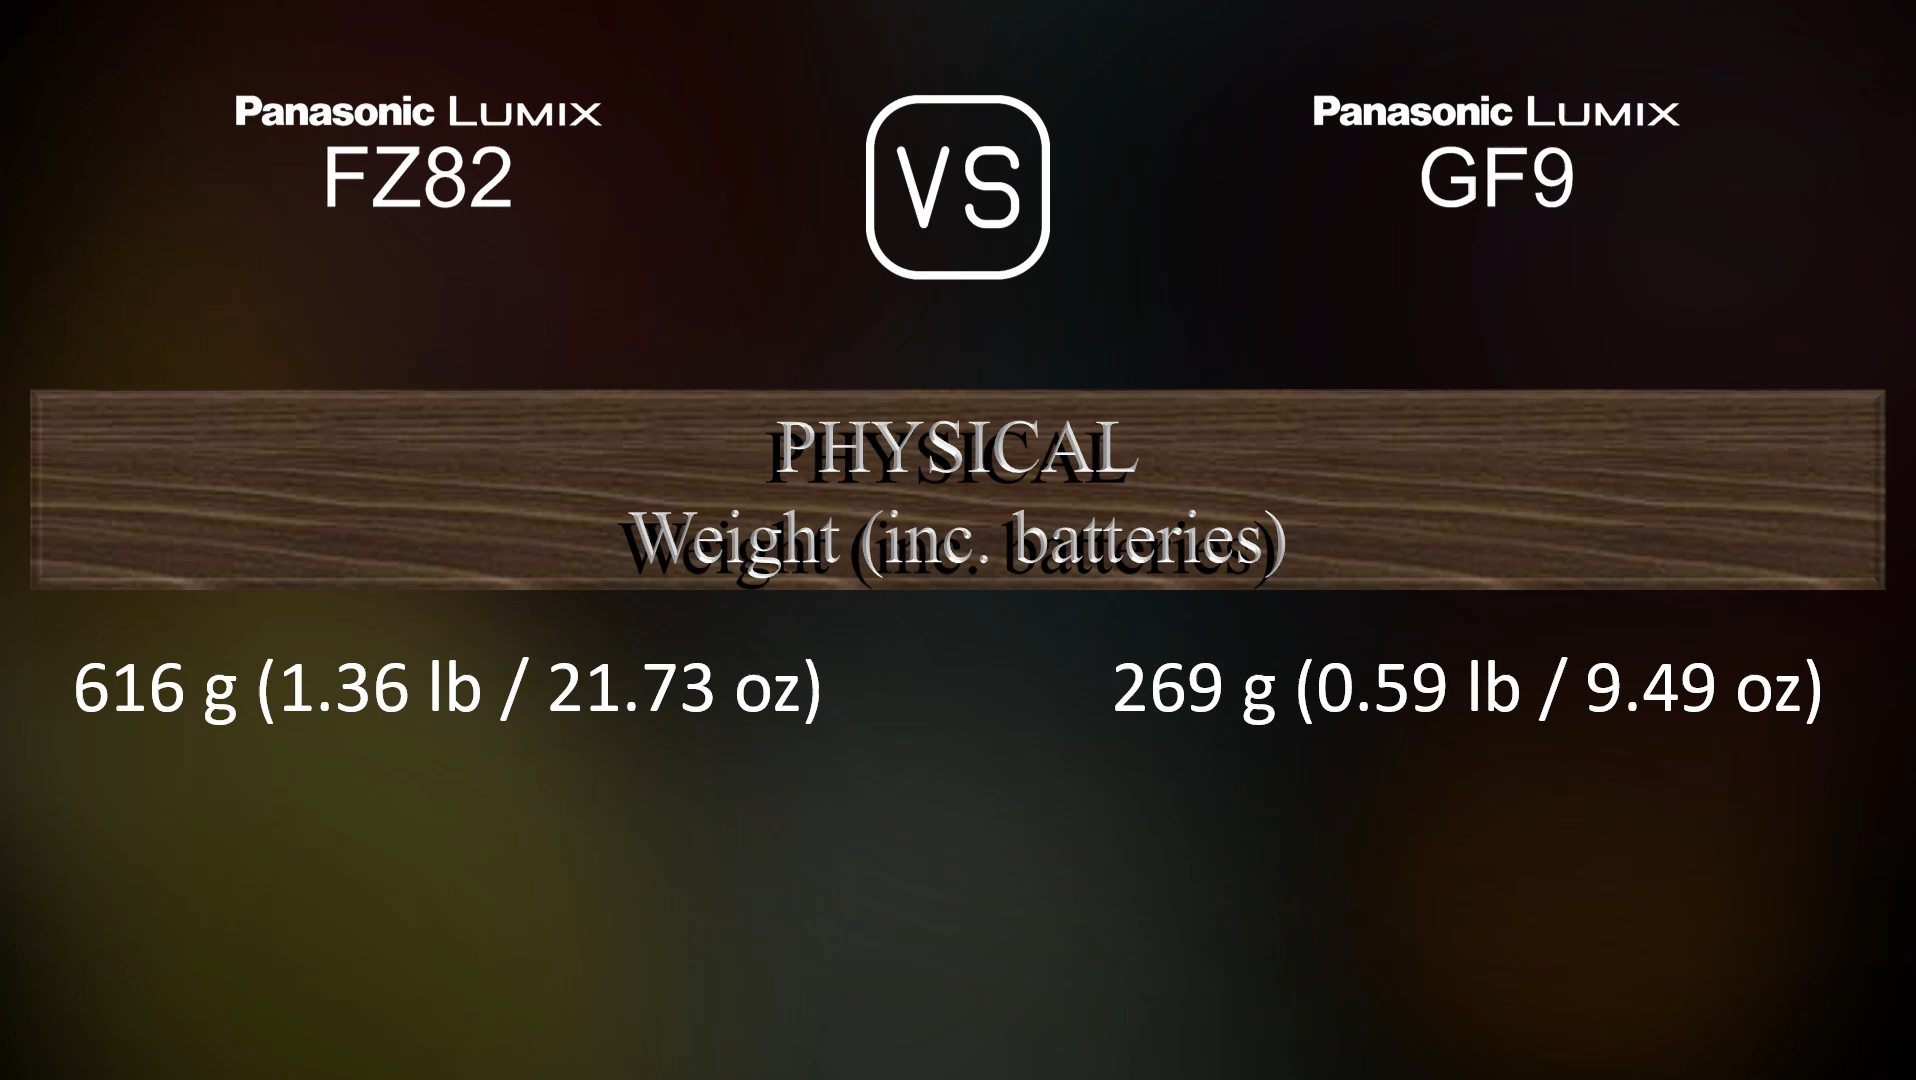 Panasonic LUMIX
FZ82
VS
Panasonic LUMIX
GF9
PHYSICAL
Weight (inc. batteries)
616 g (1.36 lb / 21.73 oz)
269 g (0.59 lb / 9.49 oz)